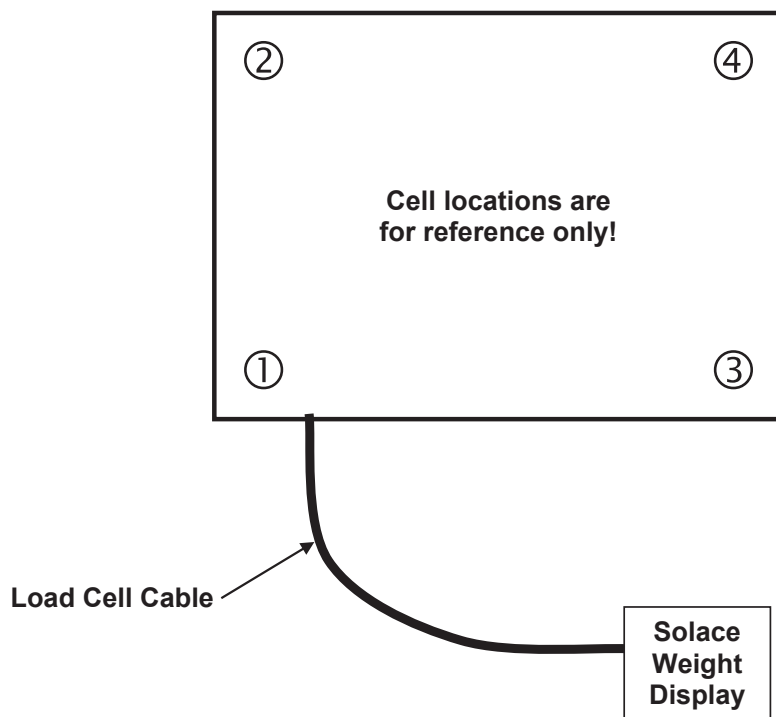 ② ④
Cell locations are
for reference only!
① ③
Load Cell Cable
Solace
Weight
Display